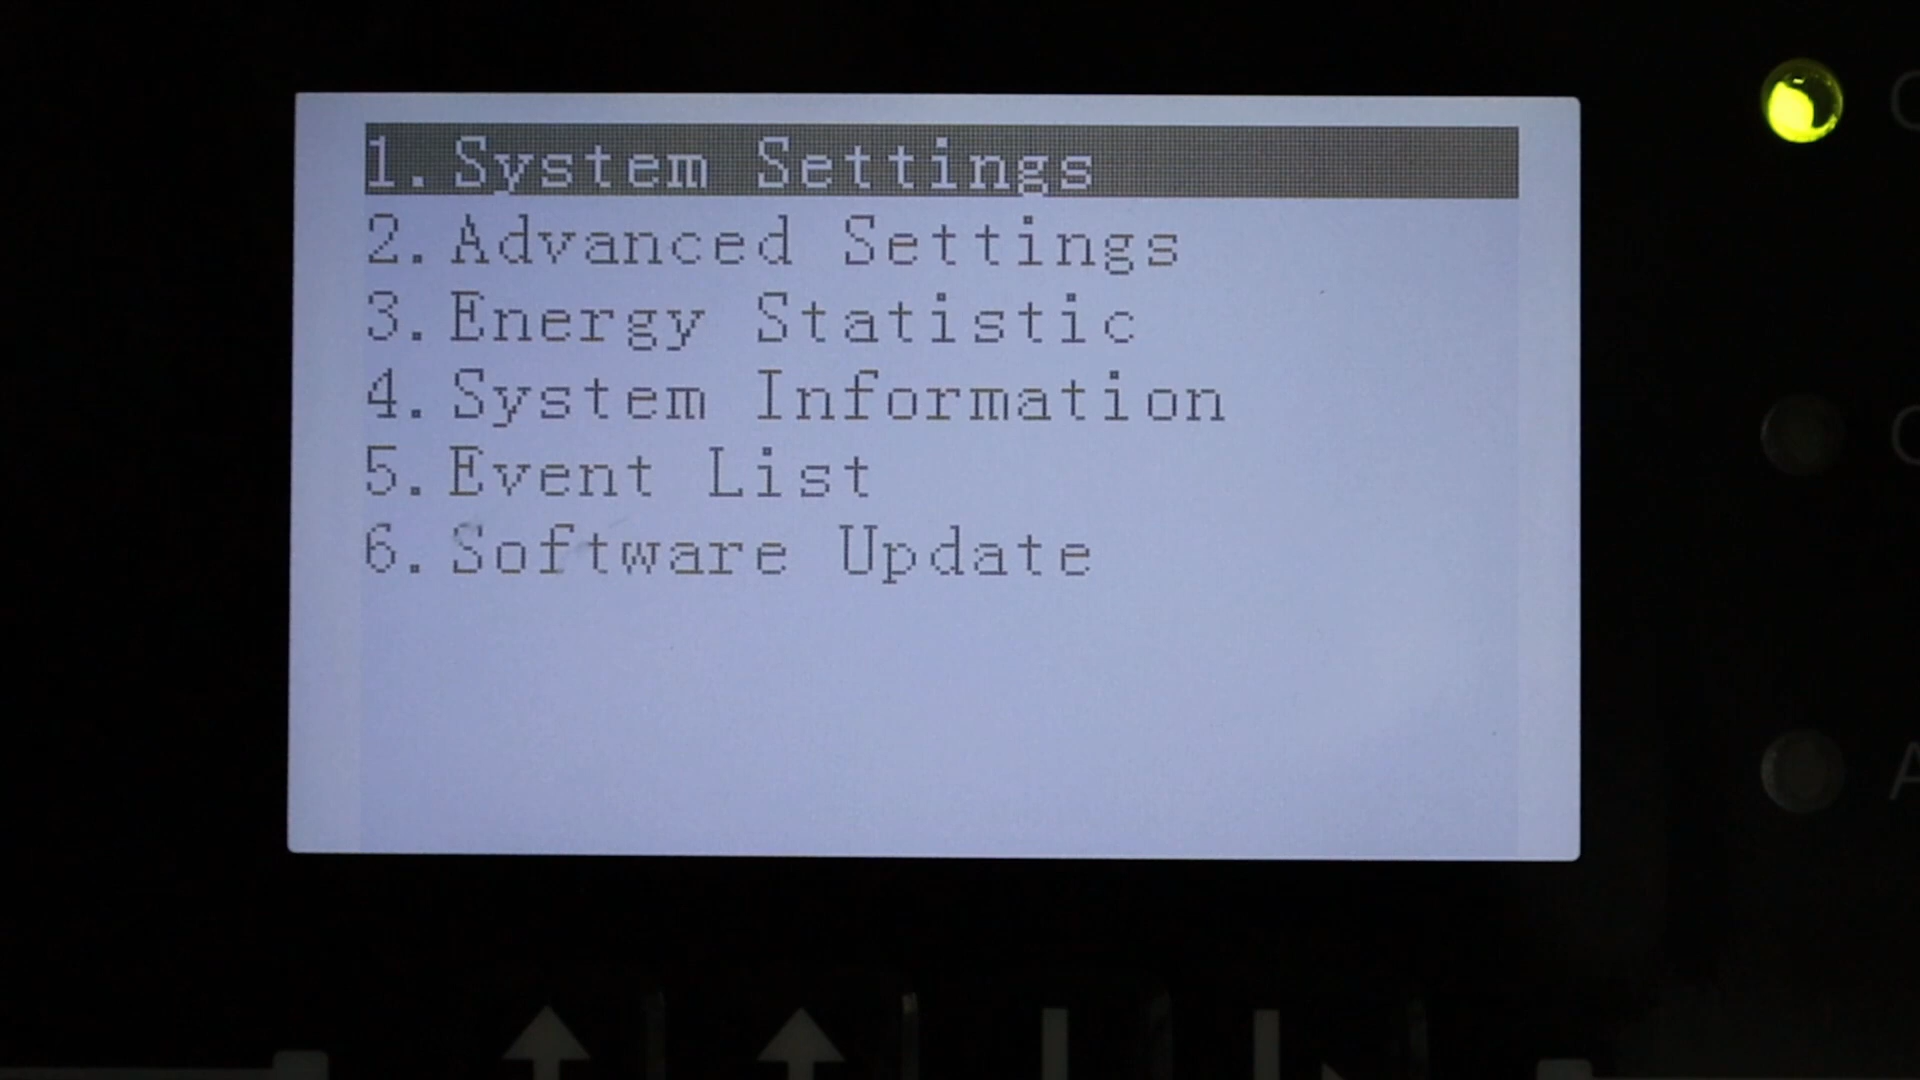 1.System Settings
2.Advanced Settings
3.Energy Statistic
4.System Information
5.Event List
6.Software Update